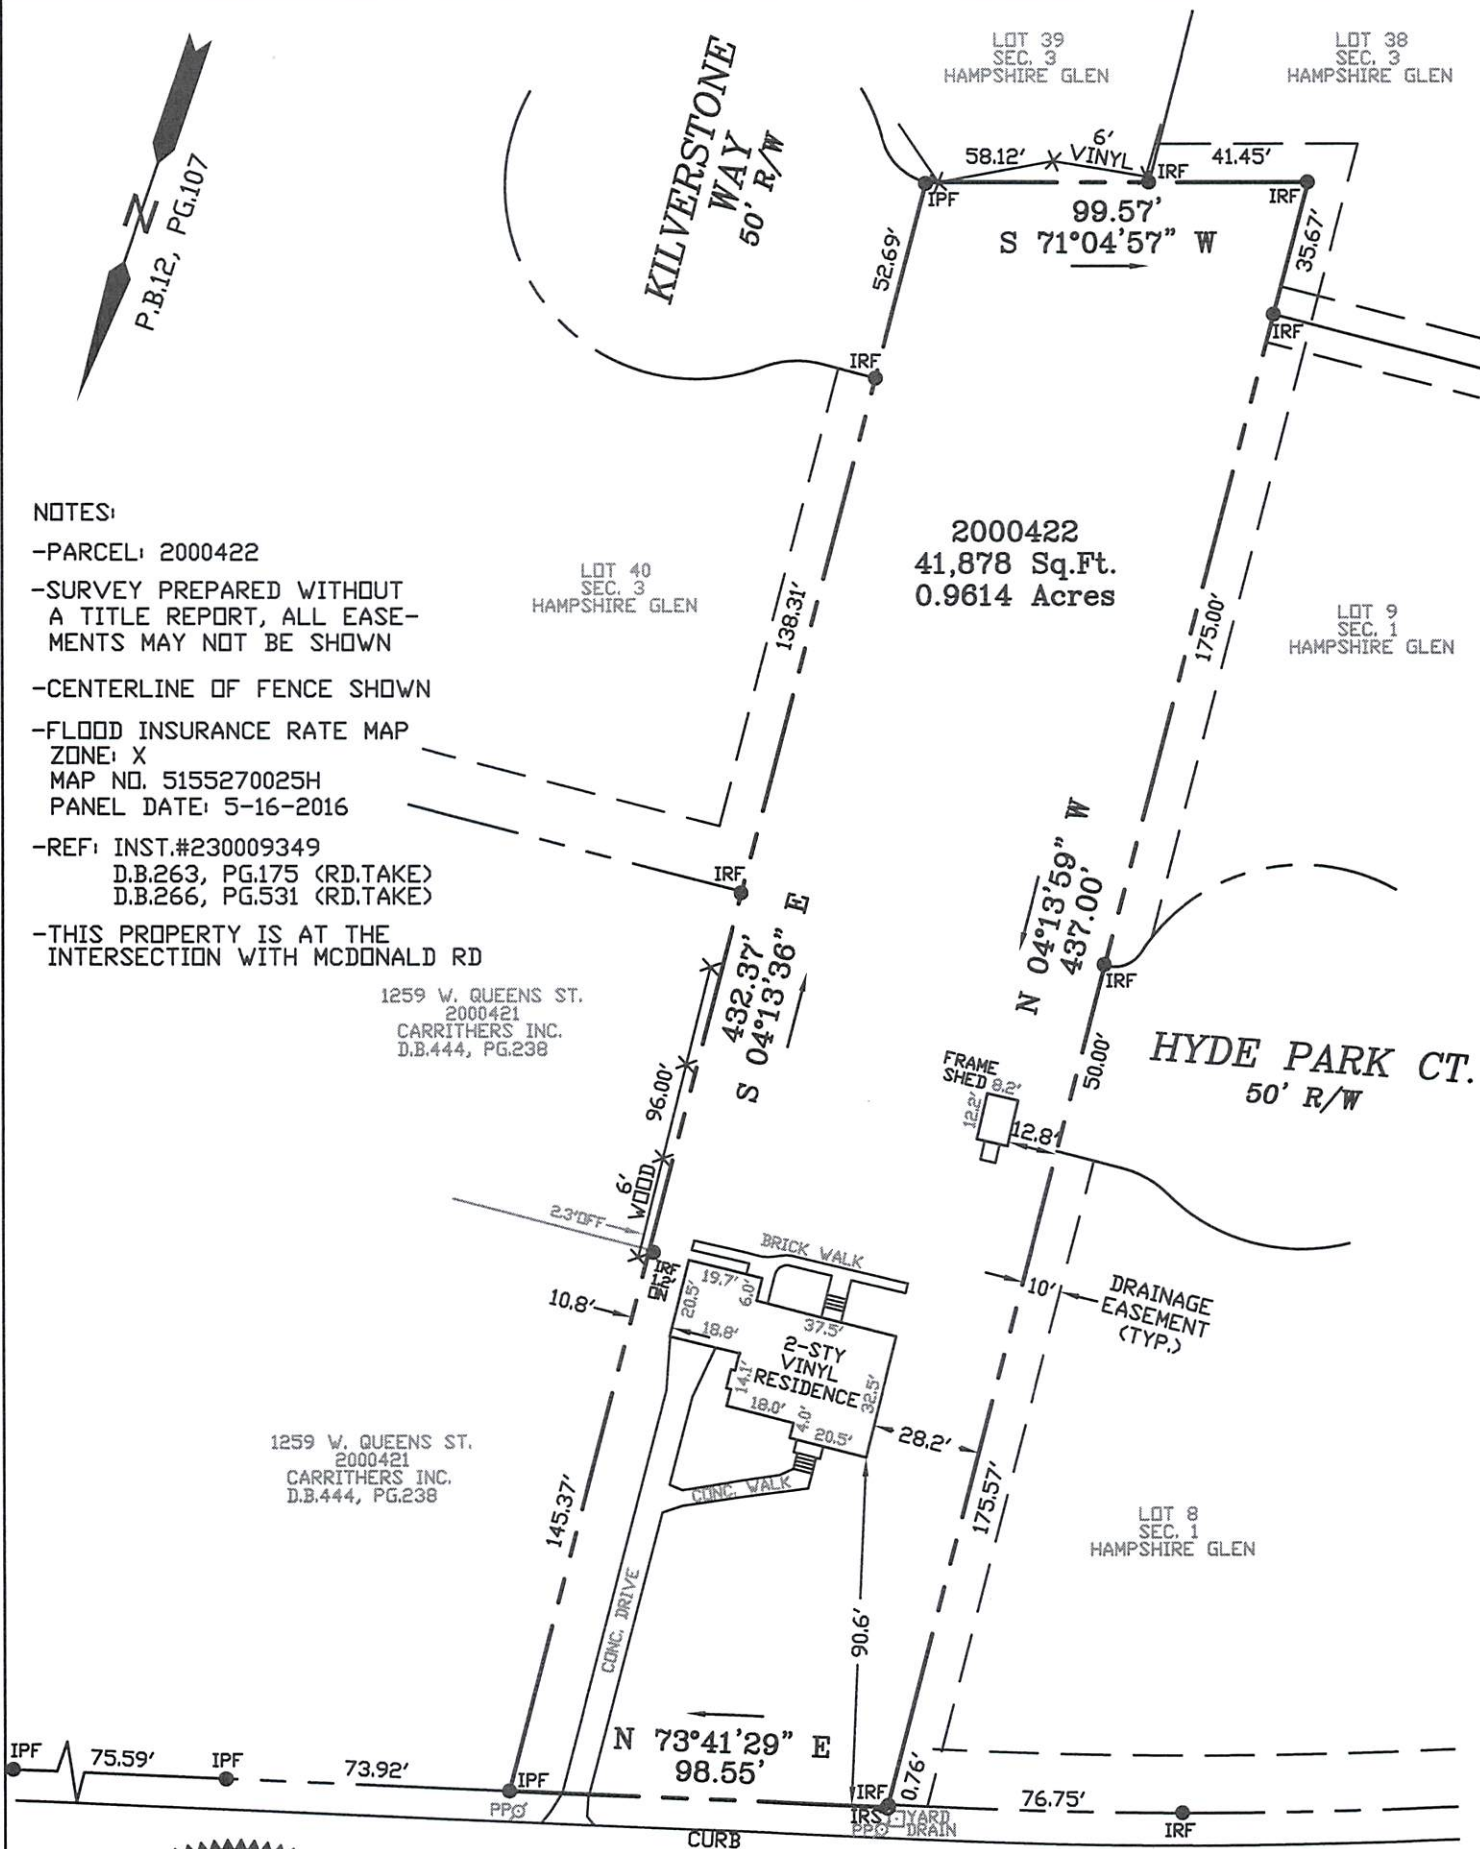 LOT 39
SEC. 3
HAMPSHIRE GLEN
LOT 38
SEC. 3
HAMPSHIRE GLEN
KILVERSTONE
WAY
50' R/W
N
P.B.12, PG.107
58.12'
6'
VINYL
IRF
41.45'
IPF
IRF
99.57'
S 71°04'57" W
52.69'
35.67'
IRF
IRF
NOTES:
-PARCEL: 2000422
-SURVEY PREPARED WITHOUT
A TITLE REPORT, ALL EASE-
MENTS MAY NOT BE SHOWN
-CENTERLINE OF FENCE SHOWN
-FLOOD INSURANCE RATE MAP
ZONE: X
MAP NO. 5155270025H
PANEL DATE: 5-16-2016
-REF: INST.#230009349
D.B.263, PG.175 (RD.TAKE)
D.B.266, PG.531 (RD.TAKE)
-THIS PROPERTY IS AT THE
INTERSECTION WITH MCDONALD RD
LOT 40
SEC. 3
HAMPSHIRE GLEN
138.31'
2000422
41,878 Sq.Ft.
0.9614 Acres
175.00'
LOT 9
SEC. 1
HAMPSHIRE GLEN
IRF
432.37'
S 04°13'36" E
N 04°13'59" W
437.00'
IRF
1259 W. QUEENS ST.
2000421
CARRITHERS INC.
D.B.444, PG.238
96.00'
6'
WOOD
2.3'OFF
FRAME
SHED
8.2'
12.2'
12.8'
50.00'
HYDE PARK CT.
50' R/W
IRF
1.2'
BRICK WALK
10.8'
19.7'
6.0'
20.5'
18.8'
37.5'
2-STY
VINYL
RESIDENCE
14.1'
18.0'
4.0'
32.5'
20.5'
28.2'
10'
DRAINAGE
EASEMENT
(TYP.)
1259 W. QUEENS ST.
2000421
CARRITHERS INC.
D.B.444, PG.238
145.37'
CONC. WALK
CONC. DRIVE
90.6'
175.57'
LOT 8
SEC. 1
HAMPSHIRE GLEN
N 73°41'29" E
98.55'
IPF
75.59'
IPF
73.92'
IPF
PP
IRF
IRS
0.76'
YARD
DRAIN
PP
76.75'
IRF
CURB